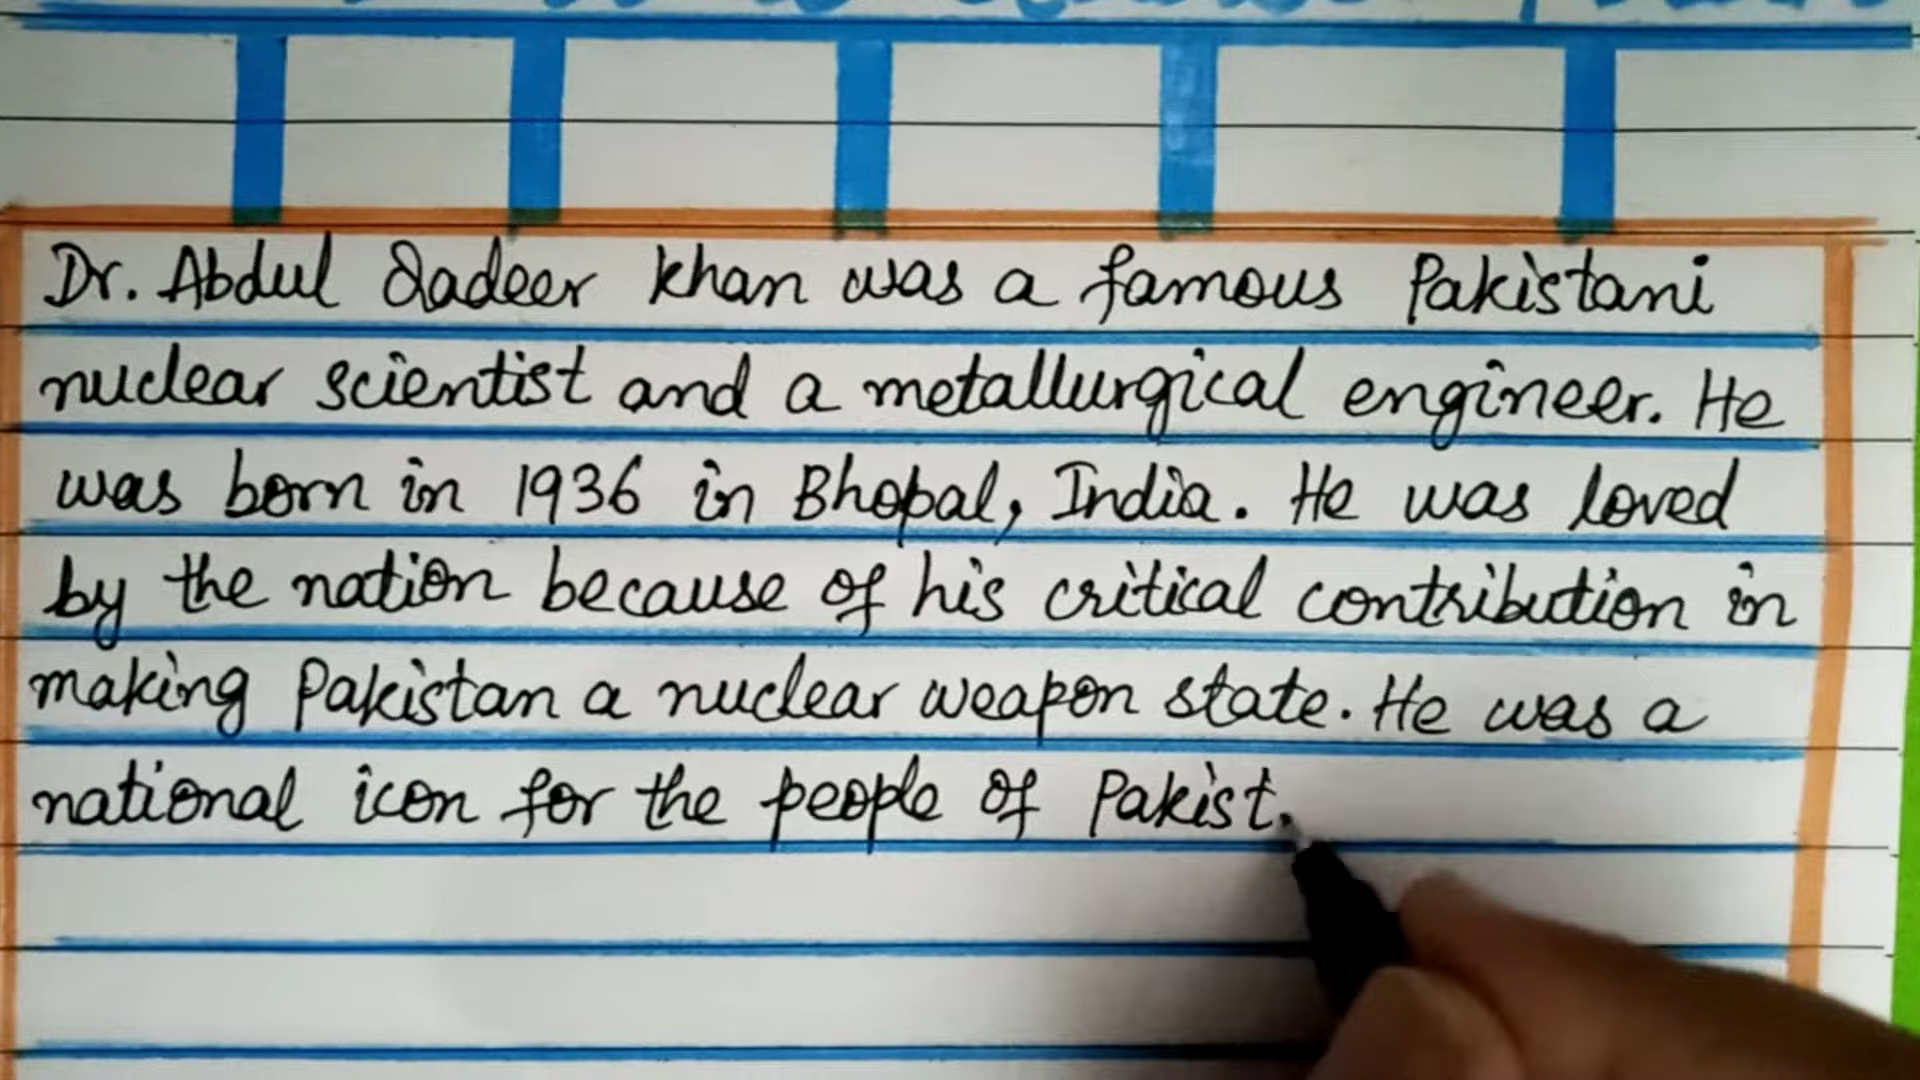 Dr. Abdul Qadeer Khan was a famous Pakistani
nuclear scientist and a metallurgical engineer. He
was born in 1936 in Bhopal, India. He was loved
by the nation because of his critical contribution in
making Pakistan a nuclear weapon state. He was a
national icon for the people of Pakist